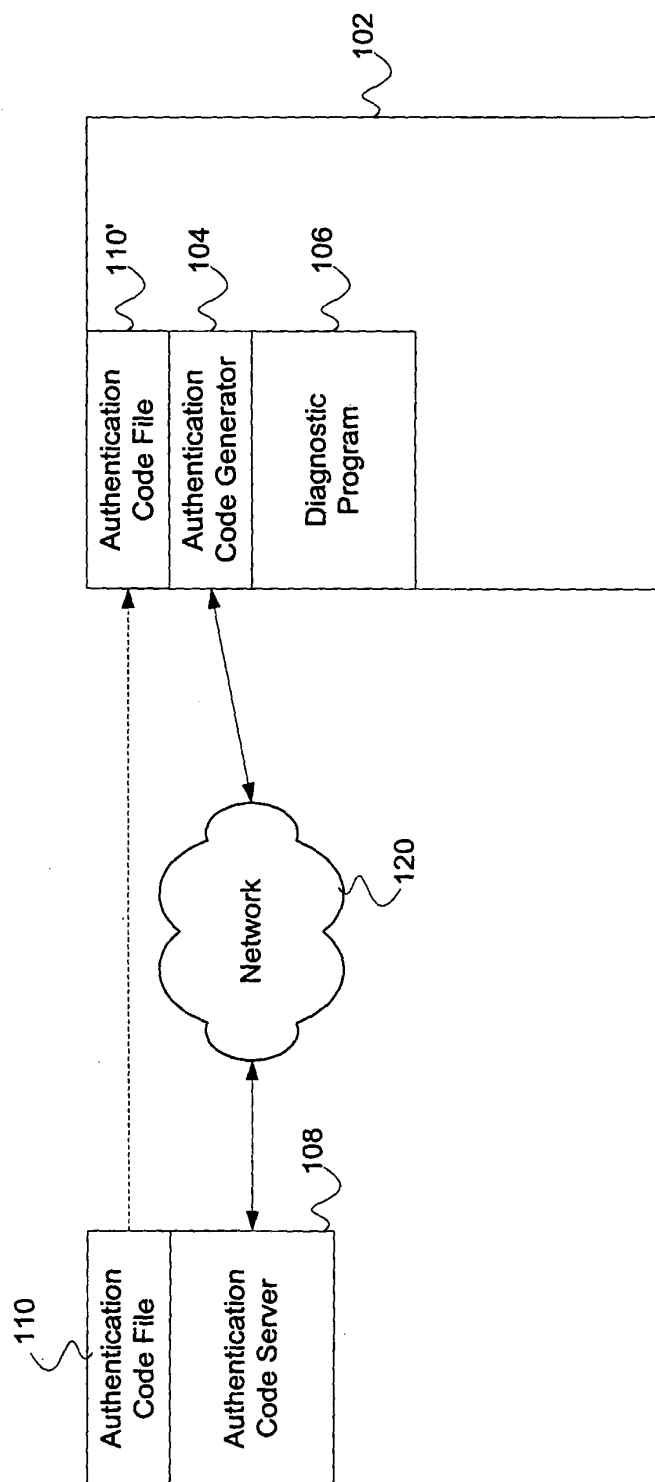 110
Authentication
Code File
Authentication
Code Server
108
Network
120
Authentication
Code File
110'
Authentication
Code Generator
104
Diagnostic
Program
106
102